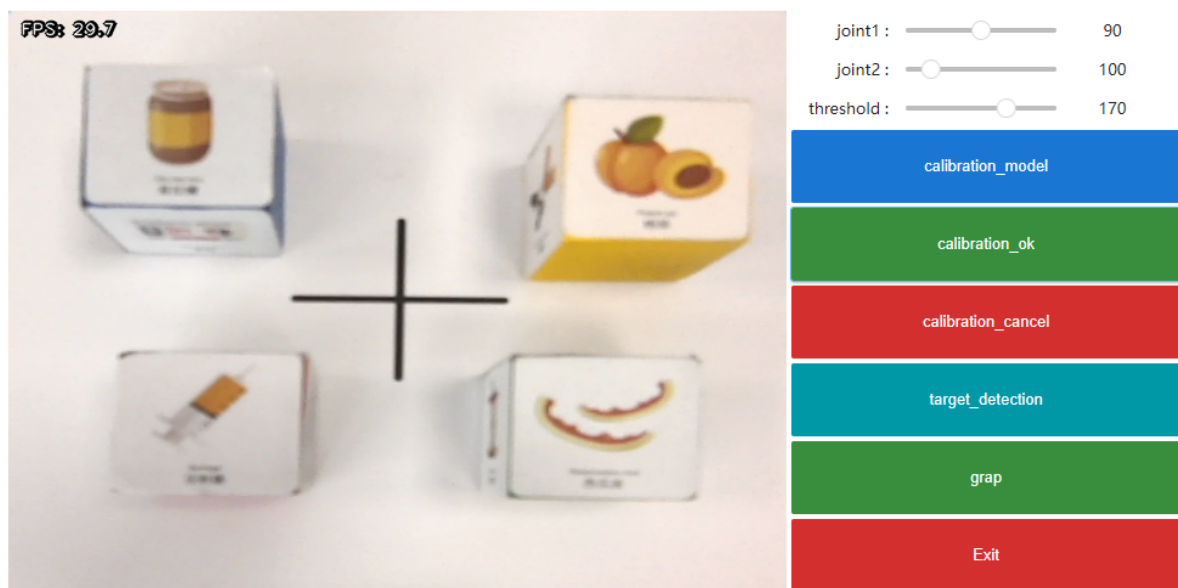 FPS: 29.7
joint1 : 90
joint2 : 100
threshold : 170
calibration_model
calibration_ok
calibration_cancel
target_detection
grap
Exit